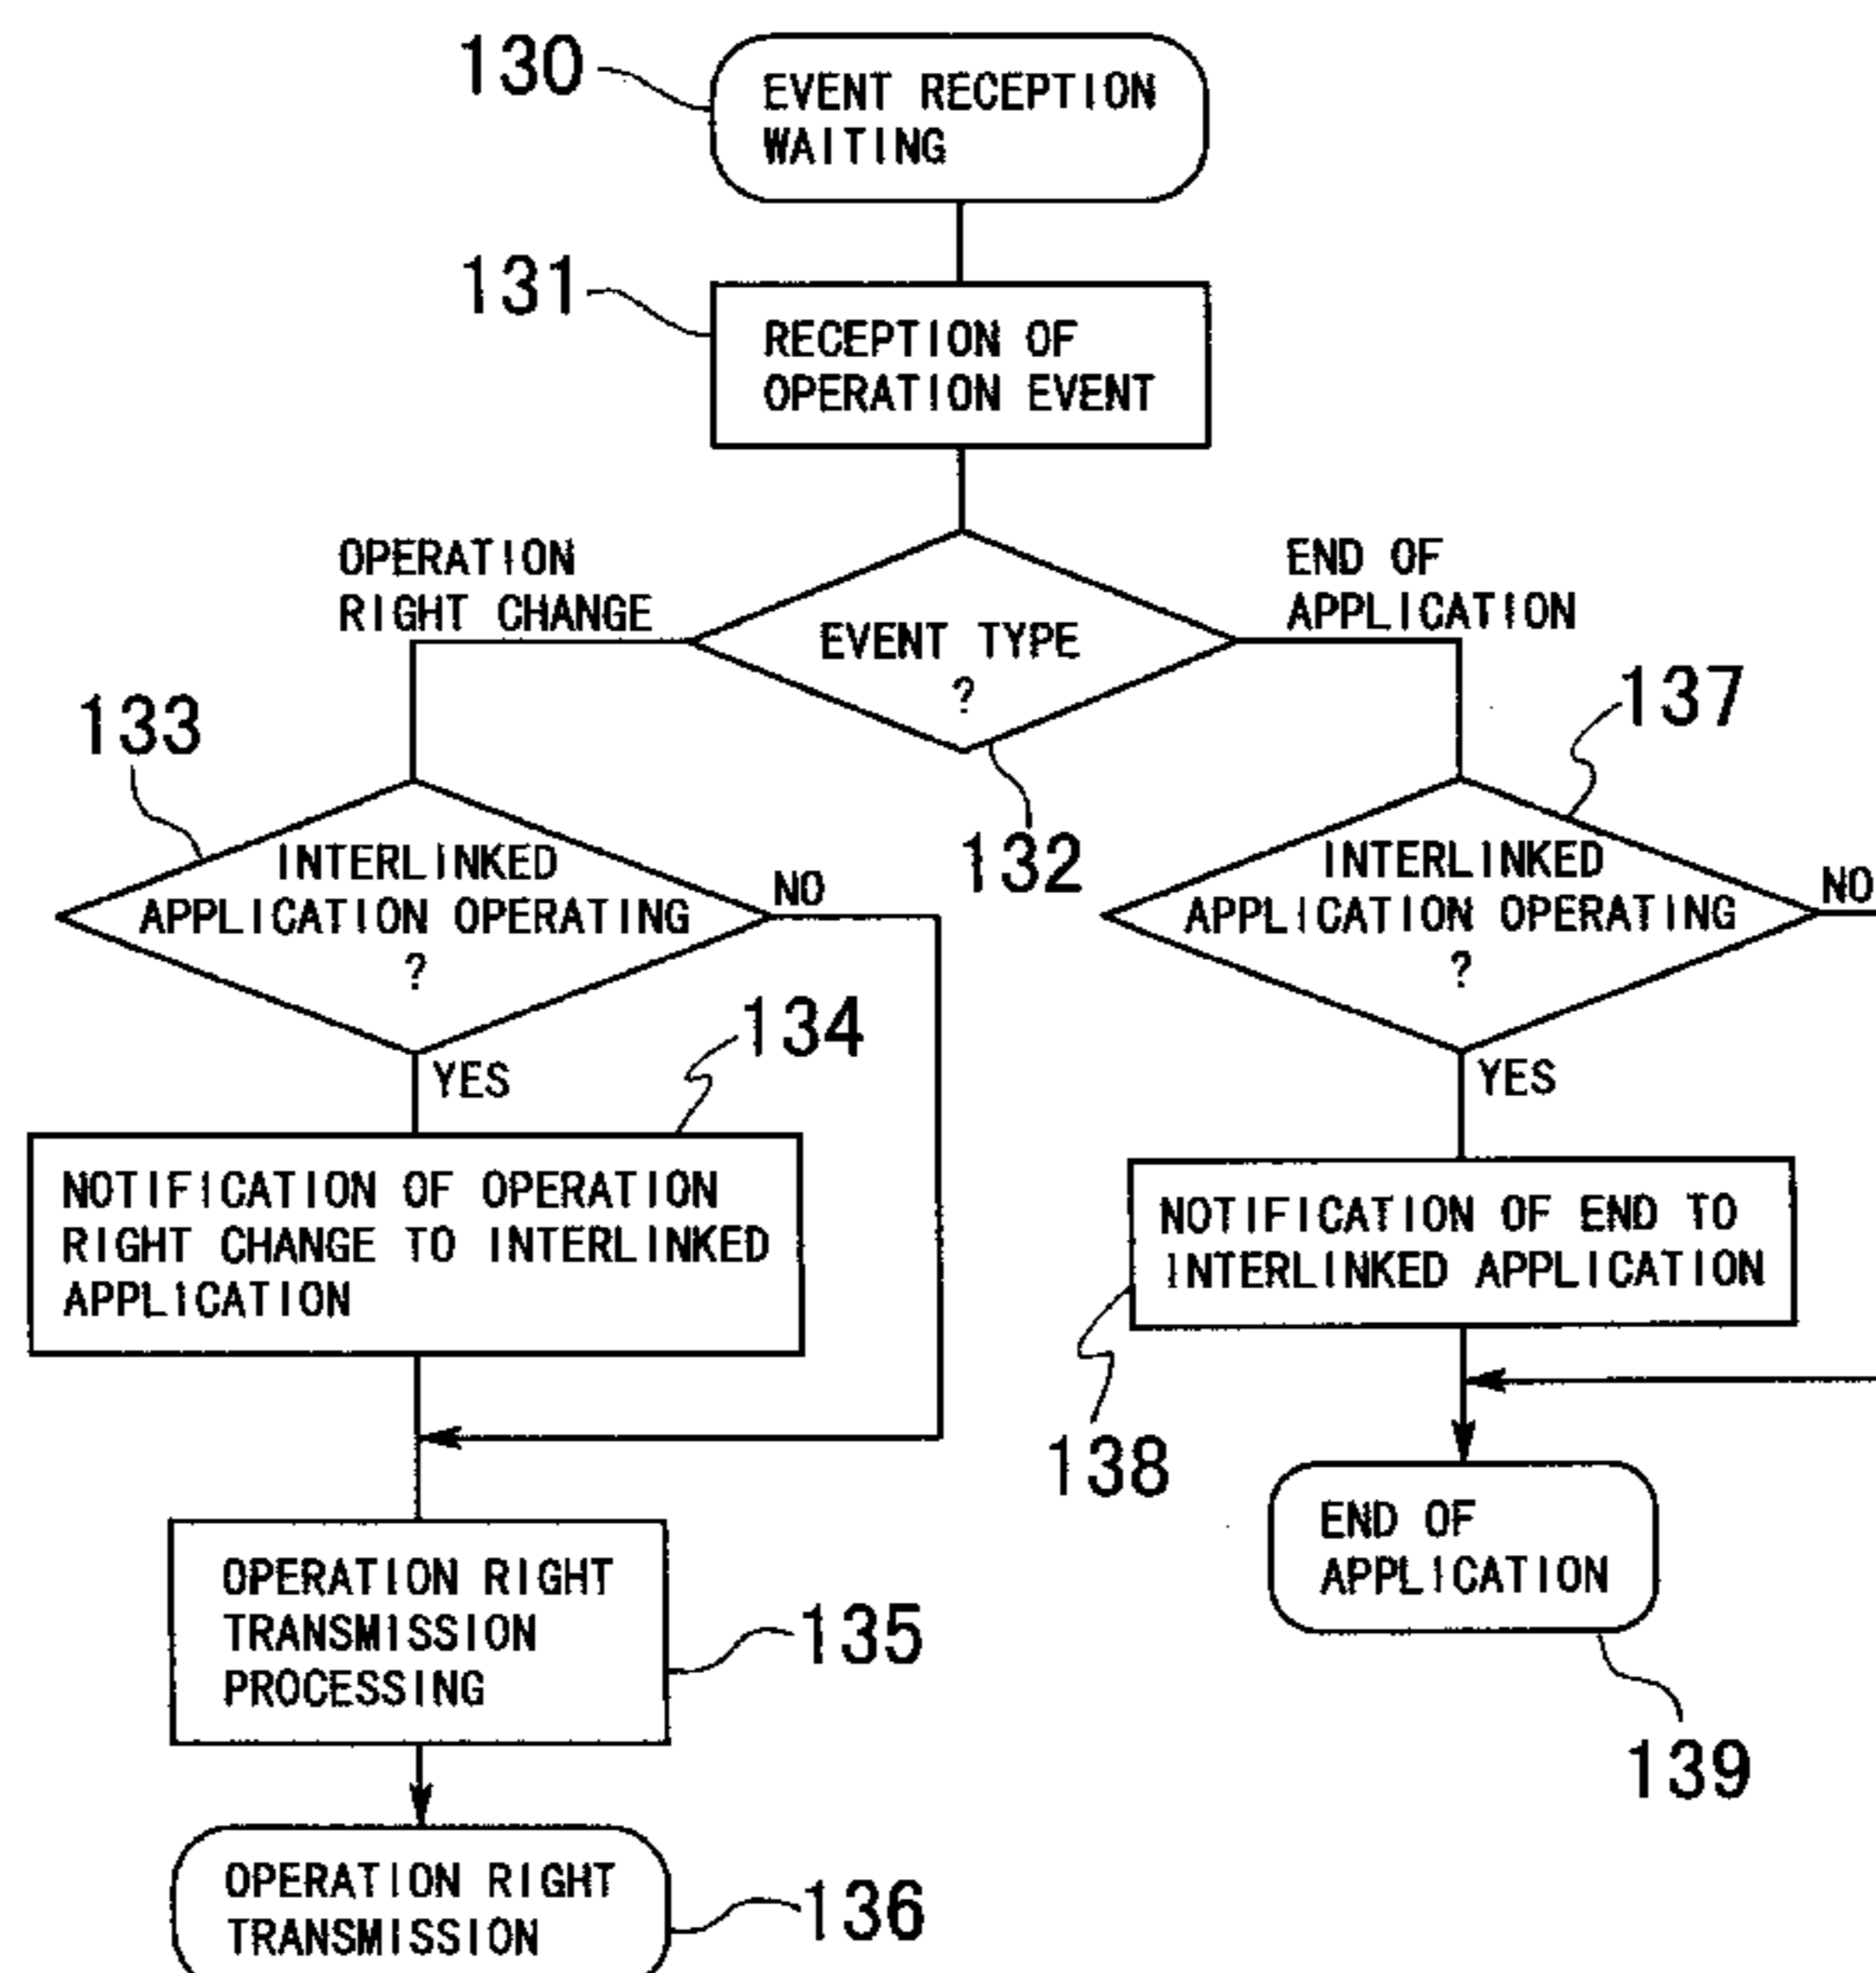 130
EVENT RECEPTION
WAITING
131
RECEPTION OF
OPERATION EVENT
OPERATION
RIGHT CHANGE
END OF
APPLICATION
EVENT TYPE
?
132
133
INTERLINKED
APPLICATION OPERATING
?
NO
YES
137
INTERLINKED
APPLICATION OPERATING
?
NO
YES
134
NOTIFICATION OF OPERATION
RIGHT CHANGE TO INTERLINKED
APPLICATION
NOTIFICATION OF END TO
INTERLINKED APPLICATION
138
OPERATION RIGHT
TRANSMISSION
PROCESSING
135
END OF
APPLICATION
139
OPERATION RIGHT
TRANSMISSION
136